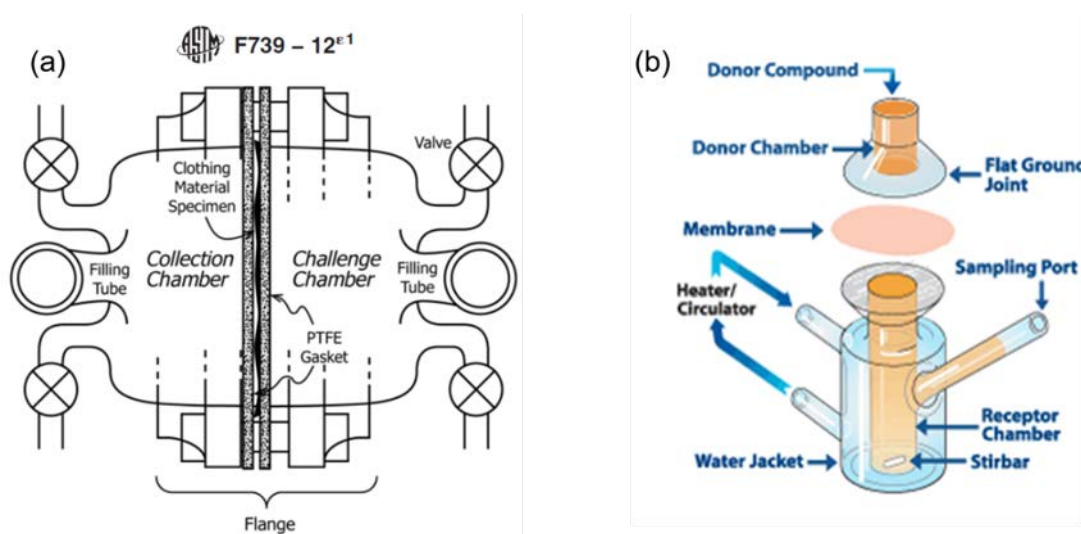 (a)
ASTM
F739 – 12ε1
Valve
Clothing
Material
Specimen
Collection
Chamber
Challenge
Chamber
Filling
Tube
Filling
Tube
PTFE
Gasket
Flange
(b)
Donor Compound
Donor Chamber
Flat Ground
Joint
Membrane
Sampling Port
Heater/
Circulator
Receptor
Chamber
Water Jacket
Stirbar